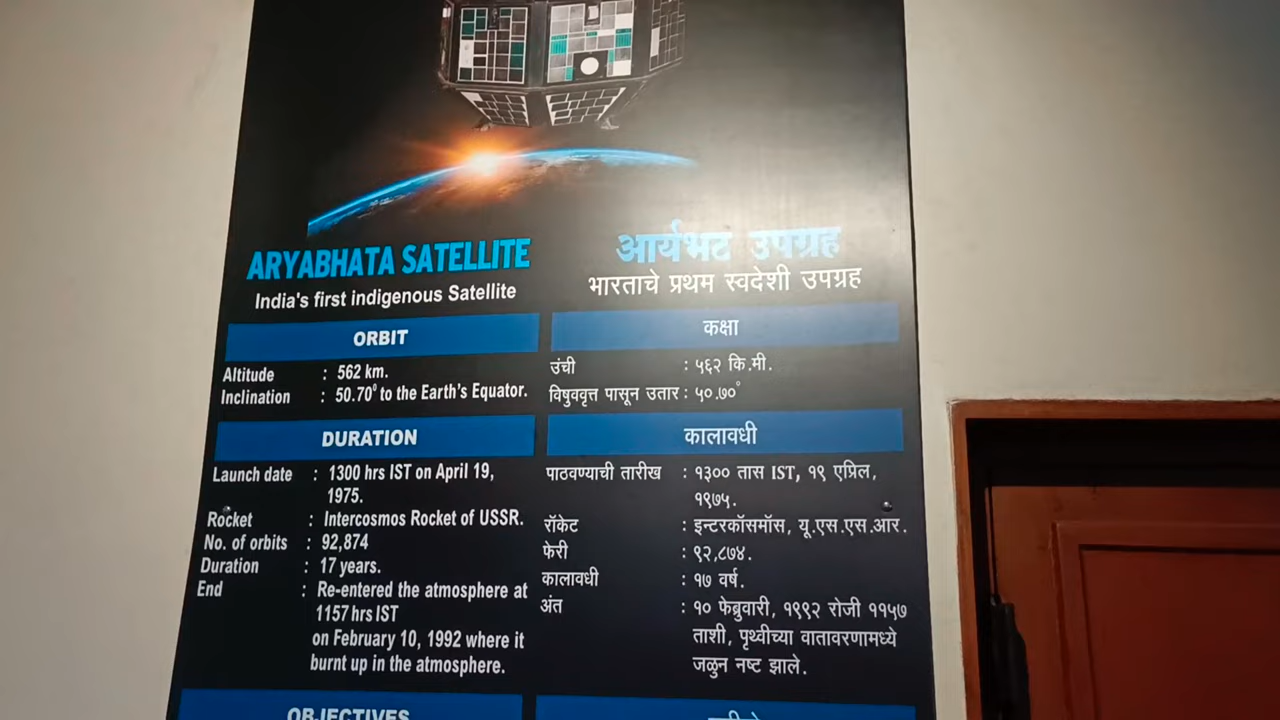 ARYABHATA SATELLITE
India's first indigenous Satellite
ORBIT
Altitude : 562 km.
Inclination : 50.70⁰ to the Earth's Equator.
DURATION
Launch date : 1300 hrs IST on April 19,
1975.
Rocket : Intercosmos Rocket of USSR.
No. of orbits : 92,874
Duration : 17 years.
End : Re-entered the atmosphere at
1157 hrs IST
on February 10, 1992 where it
burnt up in the atmosphere.
OBJECTIVES
आर्यभट उपग्रह
भारताचे प्रथम स्वदेशी उपग्रह
कक्षा
उंची : ५६२ कि.मी.
विषुववृत्त पासून उतार : ५०.७०⁰
कालावधी
पाठवण्याची तारीख : १३०० तास IST, १९ एप्रिल,
१९७५.
रॉकेट : इन्टरकॉसमॉस, यू.एस.एस.आर.
फेरी : ९२,८७४.
कालावधी : १७ वर्ष.
अंत : १० फेब्रुवारी, १९९२ रोजी ११५७
ताशी, पृथ्वीच्या वातावरणामध्ये
जळुन नष्ट झाले.